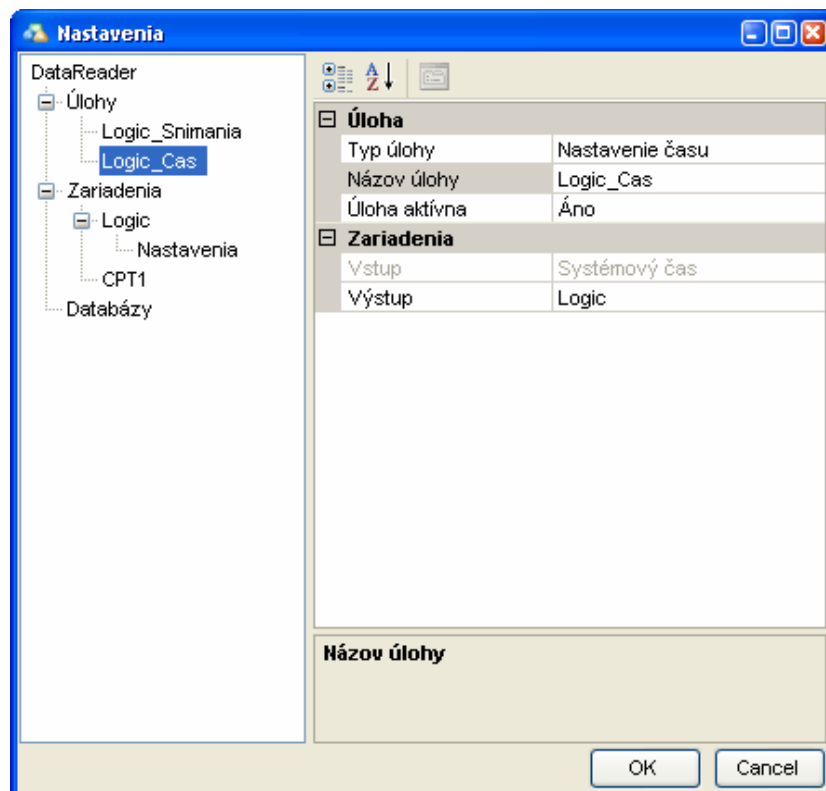 Nastavenia
DataReader
Úlohy
Logic_Snimania
Logic_Cas
Zariadenia
Logic
Nastavenia
CPT1
Databázy
A
Z
Úloha
Typ úlohy Nastavenie času
Názov úlohy Logic_Cas
Úloha aktívna Áno
Zariadenia
Vstup Systémový čas
Výstup Logic
Názov úlohy
OK Cancel